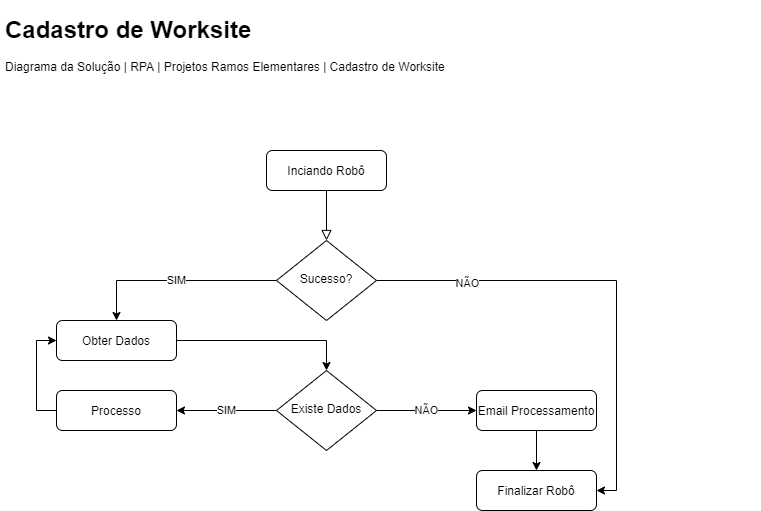 Cadastro de Worksite
Diagrama da Solução | RPA | Projetos Ramos Elementares | Cadastro de Worksite
Inciando Robô
Sucesso?
SIM
NÃO
Obter Dados
Processo
SIM
Existe Dados
NÃO
Email Processamento
Finalizar Robô